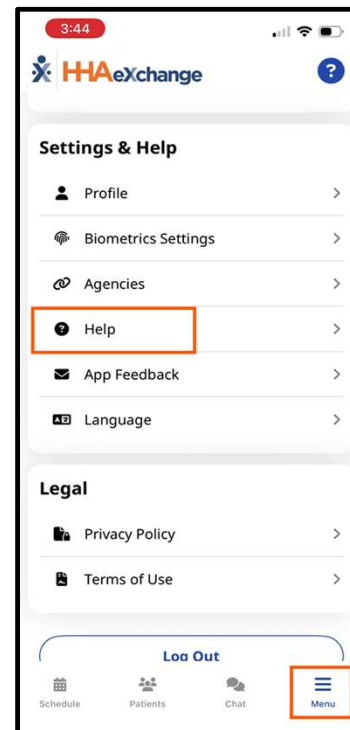 3:44
HHAeXchange
?
Settings & Help
Profile
Biometrics Settings
Agencies
Help
App Feedback
Language
Legal
Privacy Policy
Terms of Use
Log Out
Schedule Patients Chat Menu